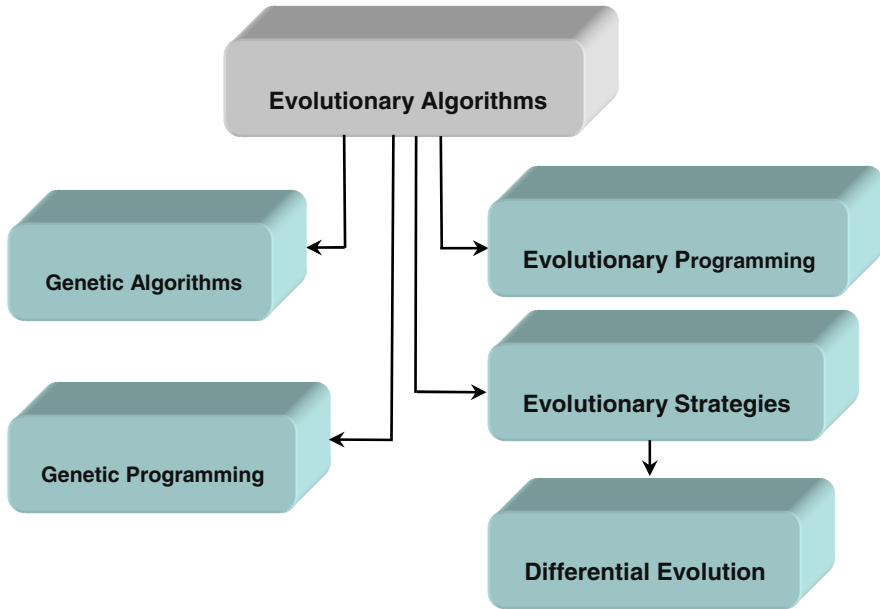 Evolutionary Algorithms
Genetic Algorithms
Evolutionary Programming
Genetic Programming
Evolutionary Strategies
Differential Evolution